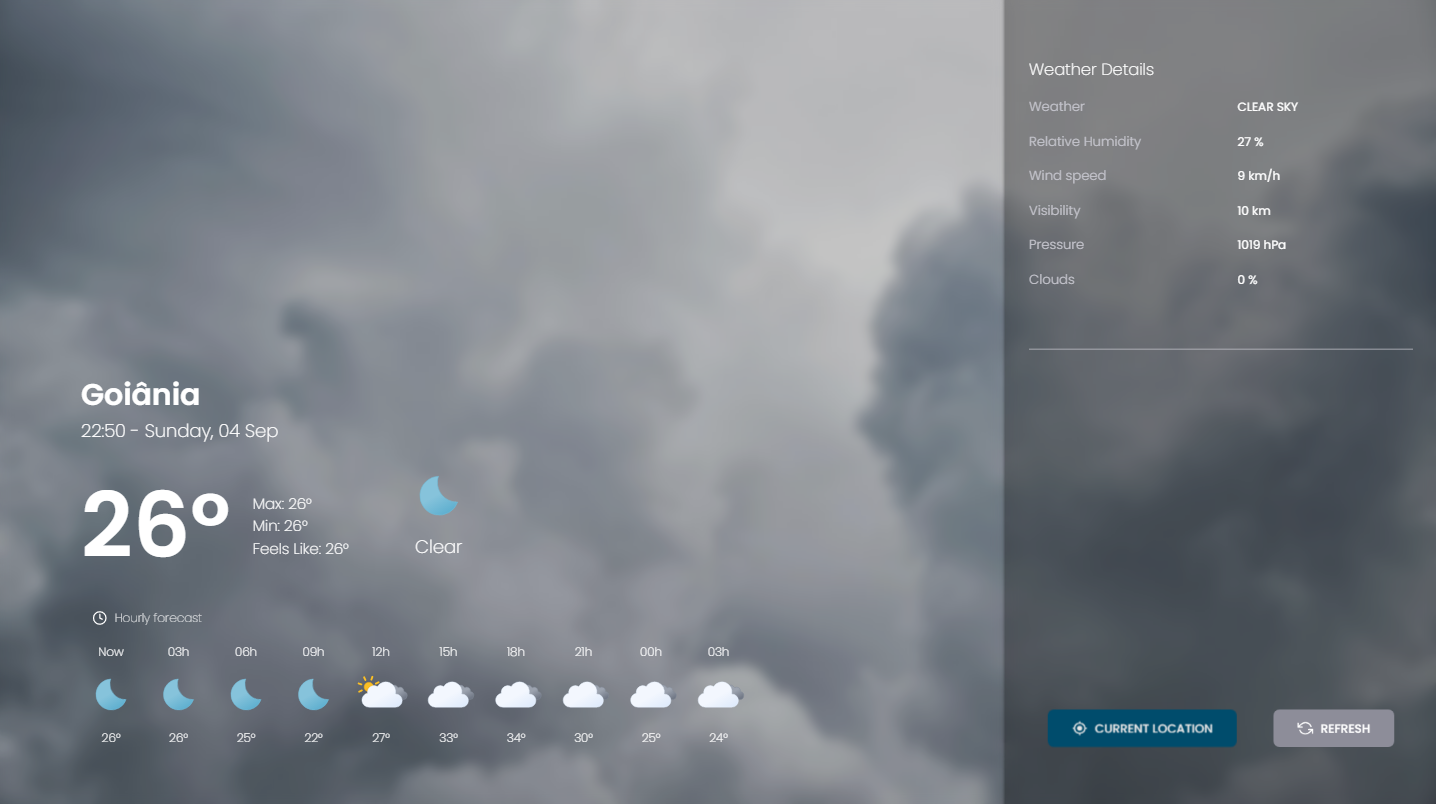 Goiânia
22:50 - Sunday, 04 Sep
26°
Max: 26°
Min: 26°
Feels Like: 26°
Clear
Hourly forecast
Now 03h 06h 09h 12h 15h 18h 21h 00h 03h
26° 26° 25° 22° 27° 33° 34° 30° 25° 24°
Weather Details
Weather CLEAR SKY
Relative Humidity 27 %
Wind speed 9 km/h
Visibility 10 km
Pressure 1019 hPa
Clouds 0 %
CURRENT LOCATION
REFRESH